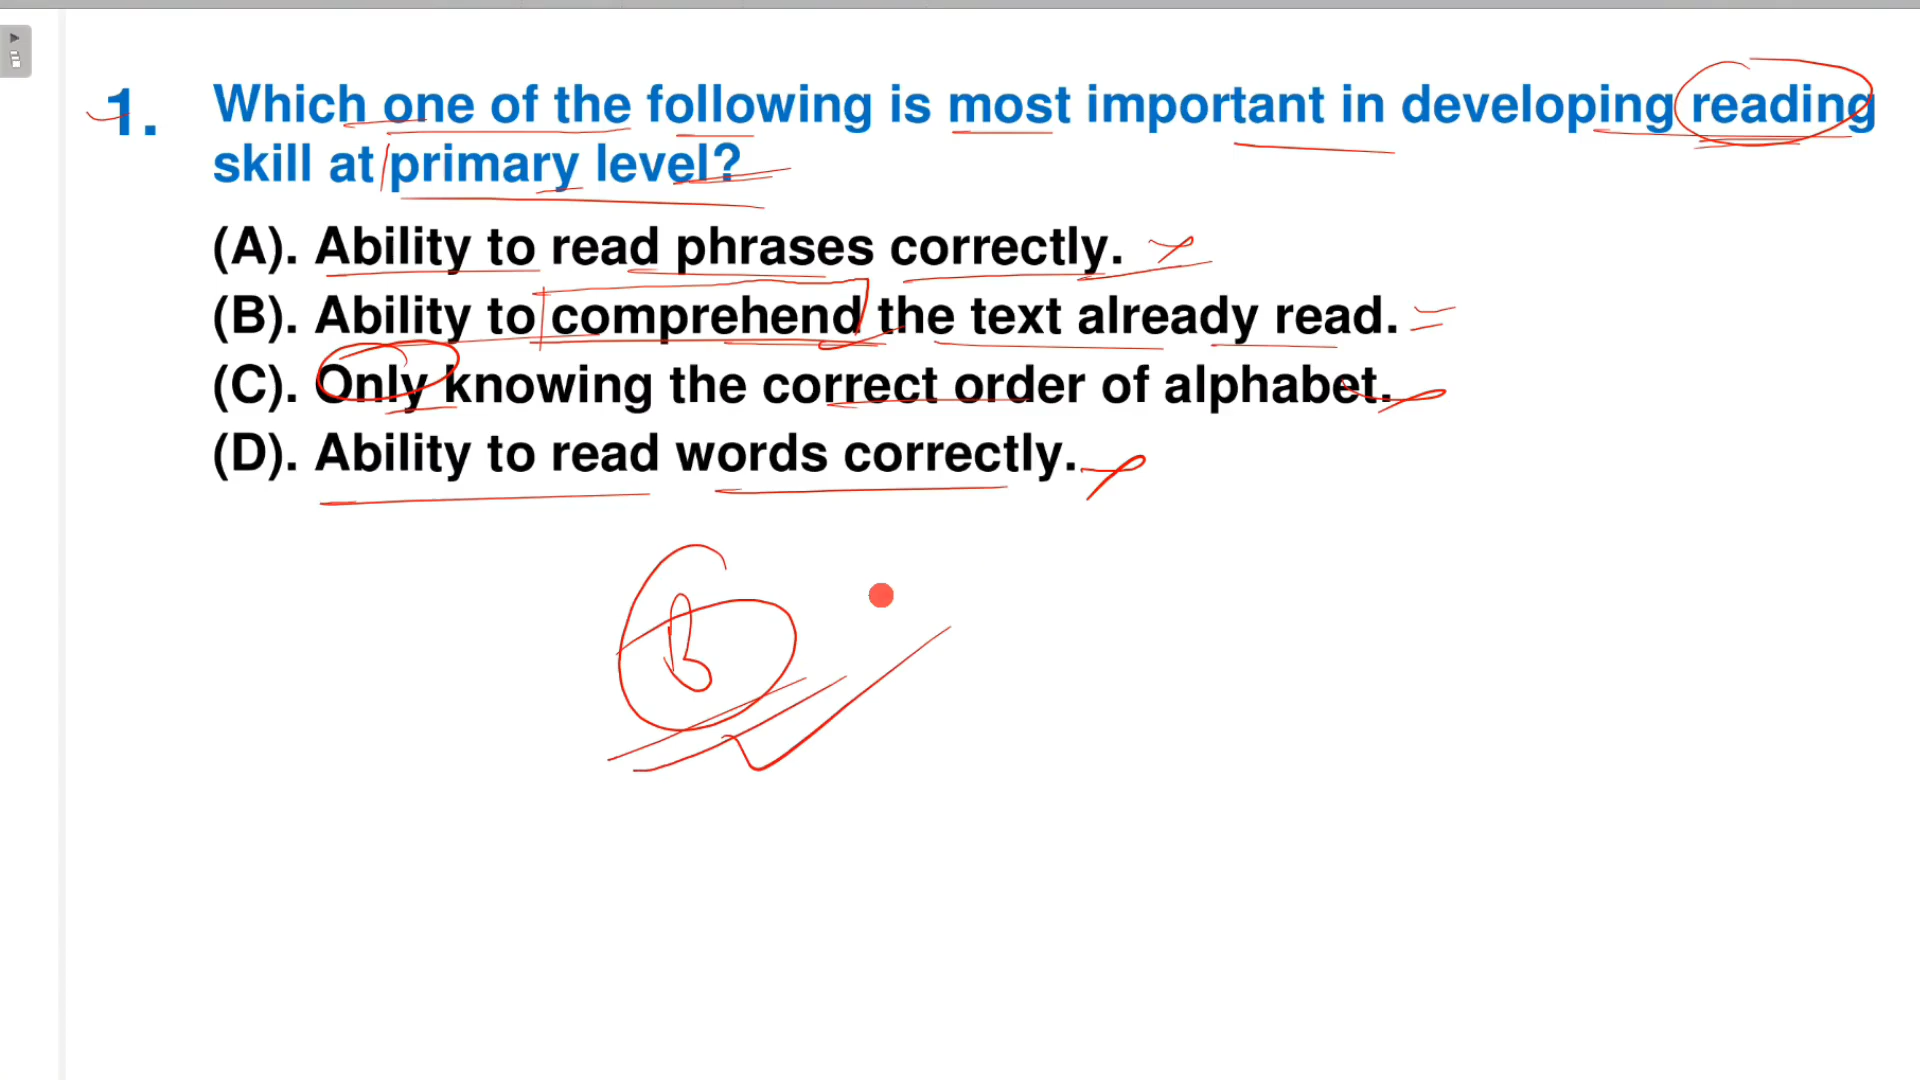 1. Which one of the following is most important in developing reading
skill at primary level?
(A). Ability to read phrases correctly.
(B). Ability to comprehend the text already read.
(C). Only knowing the correct order of alphabet.
(D). Ability to read words correctly.
B